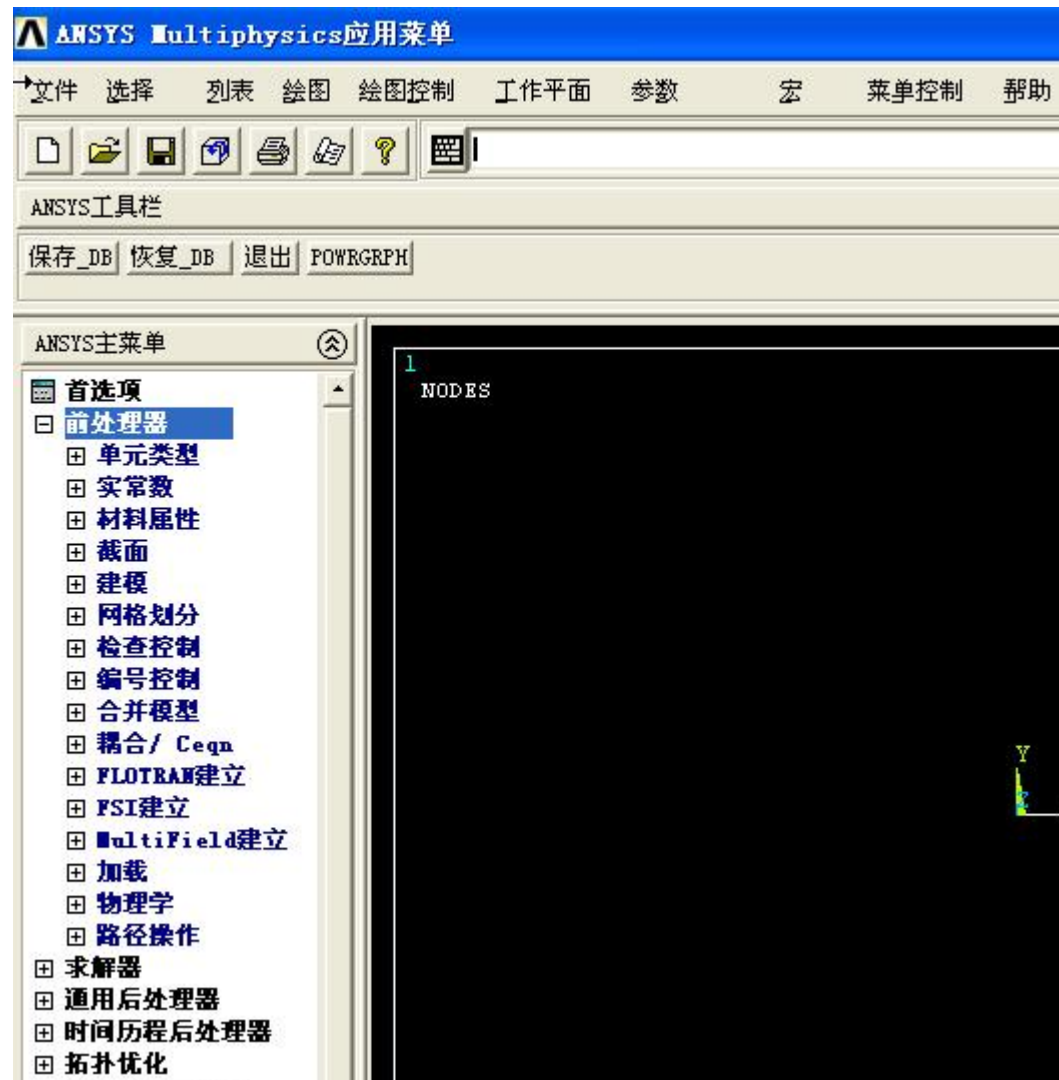 ANSYS Multiphysics应用菜单
文件 选择 列表 绘图 绘图控制 工作平面 参数 宏 菜单控制 帮助
ANSYS工具栏
保存_DB 恢复_DB 退出 POWRGRPH
ANSYS主菜单
首选项
前处理器
单元类型
实常数
材料属性
截面
建模
网格划分
检查控制
编号控制
合并模型
耦合/ Ceqn
FLOTRAN建立
FSI建立
MultiField建立
加载
物理学
路径操作
求解器
通用后处理器
时间历程后处理器
拓扑优化
1
NODES
Y
Z